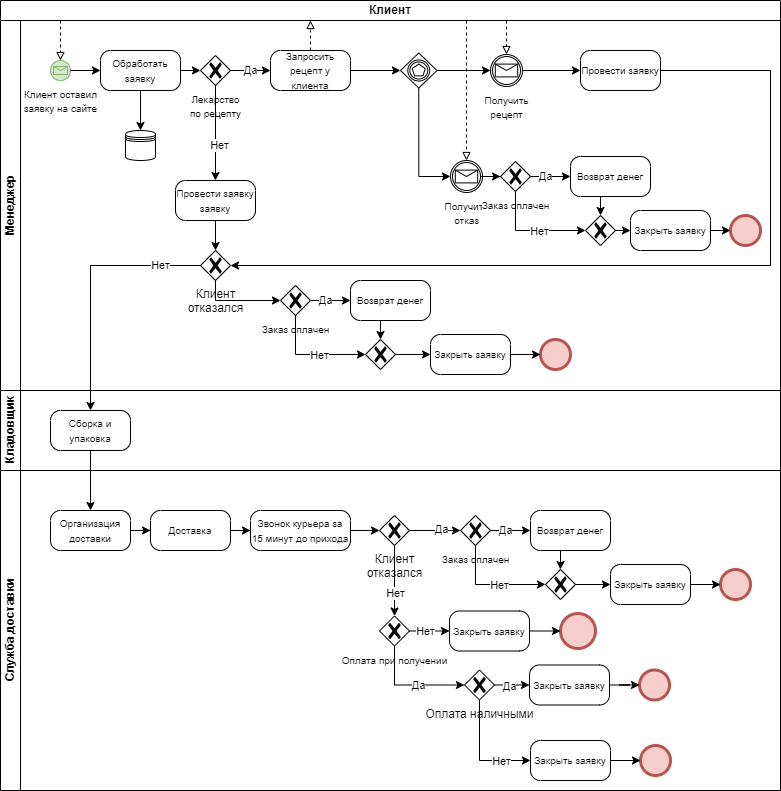 Клиент
Менеджер
Клиент оставил
заявку на сайте
Обработать
заявку
Лекарство
по рецепту
Да
Запросить
рецепт у
клиента
Получить
рецепт
Провести заявку
Нет
Получить
отказ
Заказ оплачен
Да
Возврат денег
Нет
Закрыть заявку
Провести заявку
заявку
Нет
Клиент
отказался
Заказ оплачен
Да
Возврат денег
Нет
Закрыть заявку
Кладовщик
Сборка и
упаковка
Служба доставки
Организация
доставки
Доставка
Звонок курьера за
15 минут до прихода
Клиент
отказался
Да
Заказ оплачен
Да
Возврат денег
Нет
Закрыть заявку
Нет
Оплата при получении
Нет
Закрыть заявку
Да
Оплата наличными
Да
Закрыть заявку
Нет
Закрыть заявку